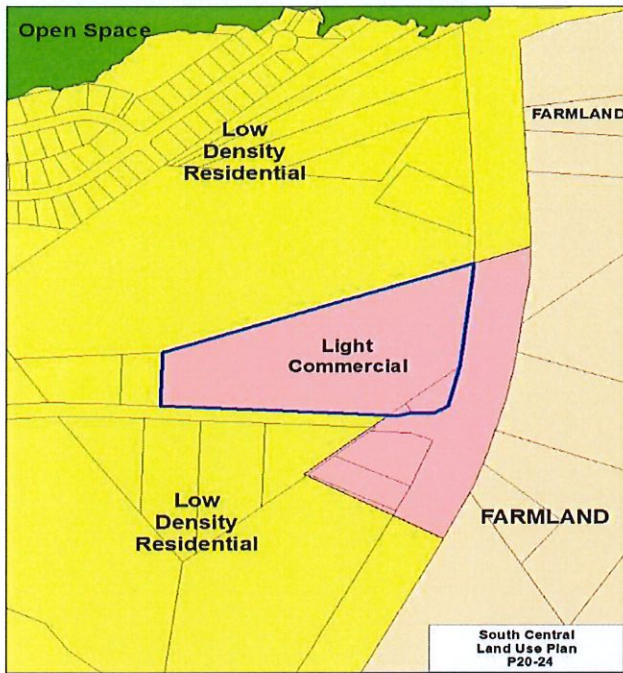 Open Space
FARMLAND
Low
Density
Residential
Light
Commercial
Low
Density
Residential
FARMLAND
South Central
Land Use Plan
P20-24